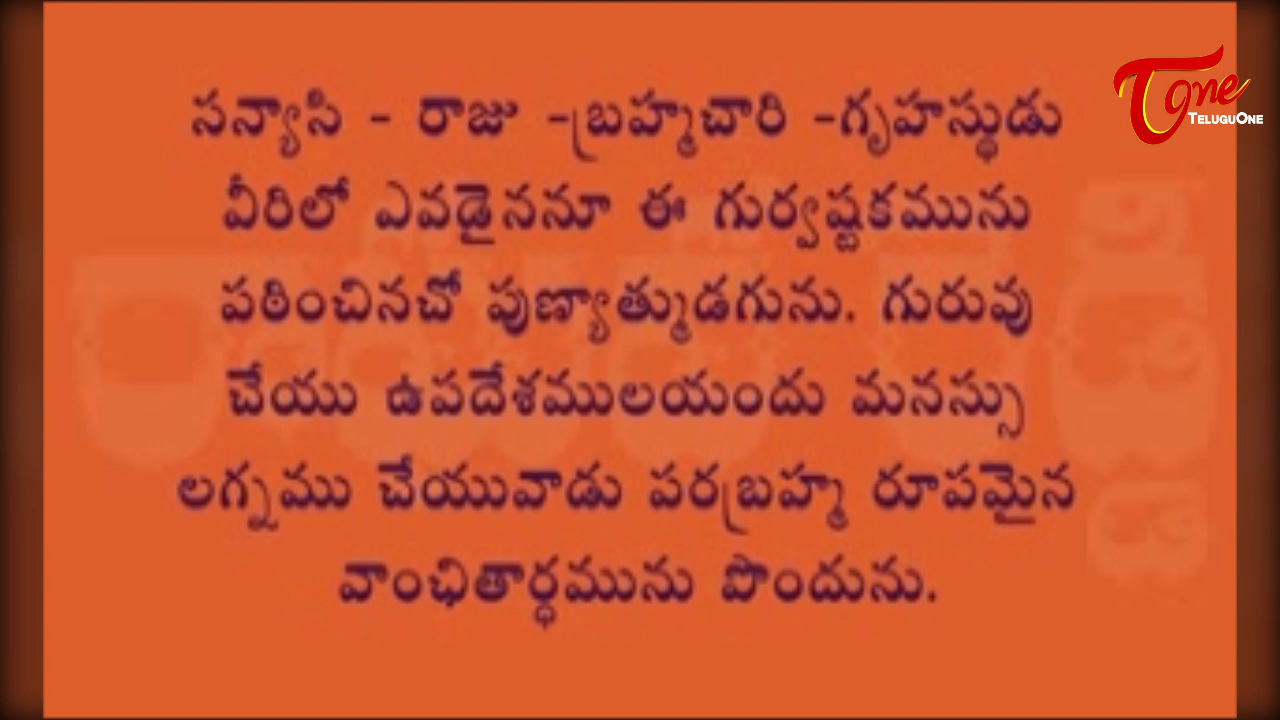 సన్యాసి - రాజు -బ్రహ్మచారి -గృహస్థుడు
వీరిలో ఎవడైననూ ఈ గుర్వష్టకమును
పఠించినచో పుణ్యాత్ముడగును. గురువు
చేయు ఉపదేశములయందు మనస్సు
లగ్నము చేయువాడు పరబ్రహ్మ రూపమైన
వాంఛితార్థమును పొందును.
Tone
TELUGUONE